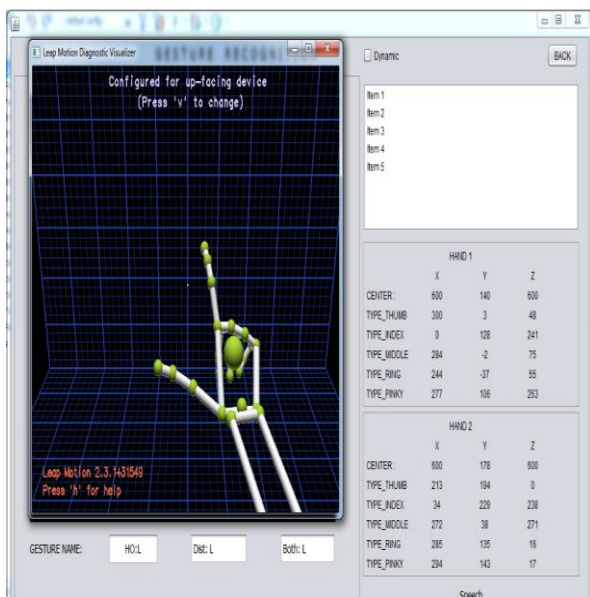 Leap Motion Diagnostic Visualizer
GESTURE RECOGNI
Configured for up-facing device
(Press 'v' to change)
Leap Motion 2.3.1+31549
Press 'h' for help
GESTURE NAME: HO:L Dist: L Both: L
Dynamic BACK
Item 1
Item 2
Item 3
Item 4
Item 5
HAND 1
X Y Z
CENTER : 600 140 600
TYPE_THUMB 300 3 48
TYPE_INDEX 0 128 241
TYPE_MIDDLE 284 -2 75
TYPE_RING 244 -37 55
TYPE_PINKY 277 106 263
HAND 2
X Y Z
CENTER : 600 178 600
TYPE_THUMB 213 194 0
TYPE_INDEX 34 229 238
TYPE_MIDDLE 272 38 271
TYPE_RING 285 135 16
TYPE_PINKY 294 143 17
Speech